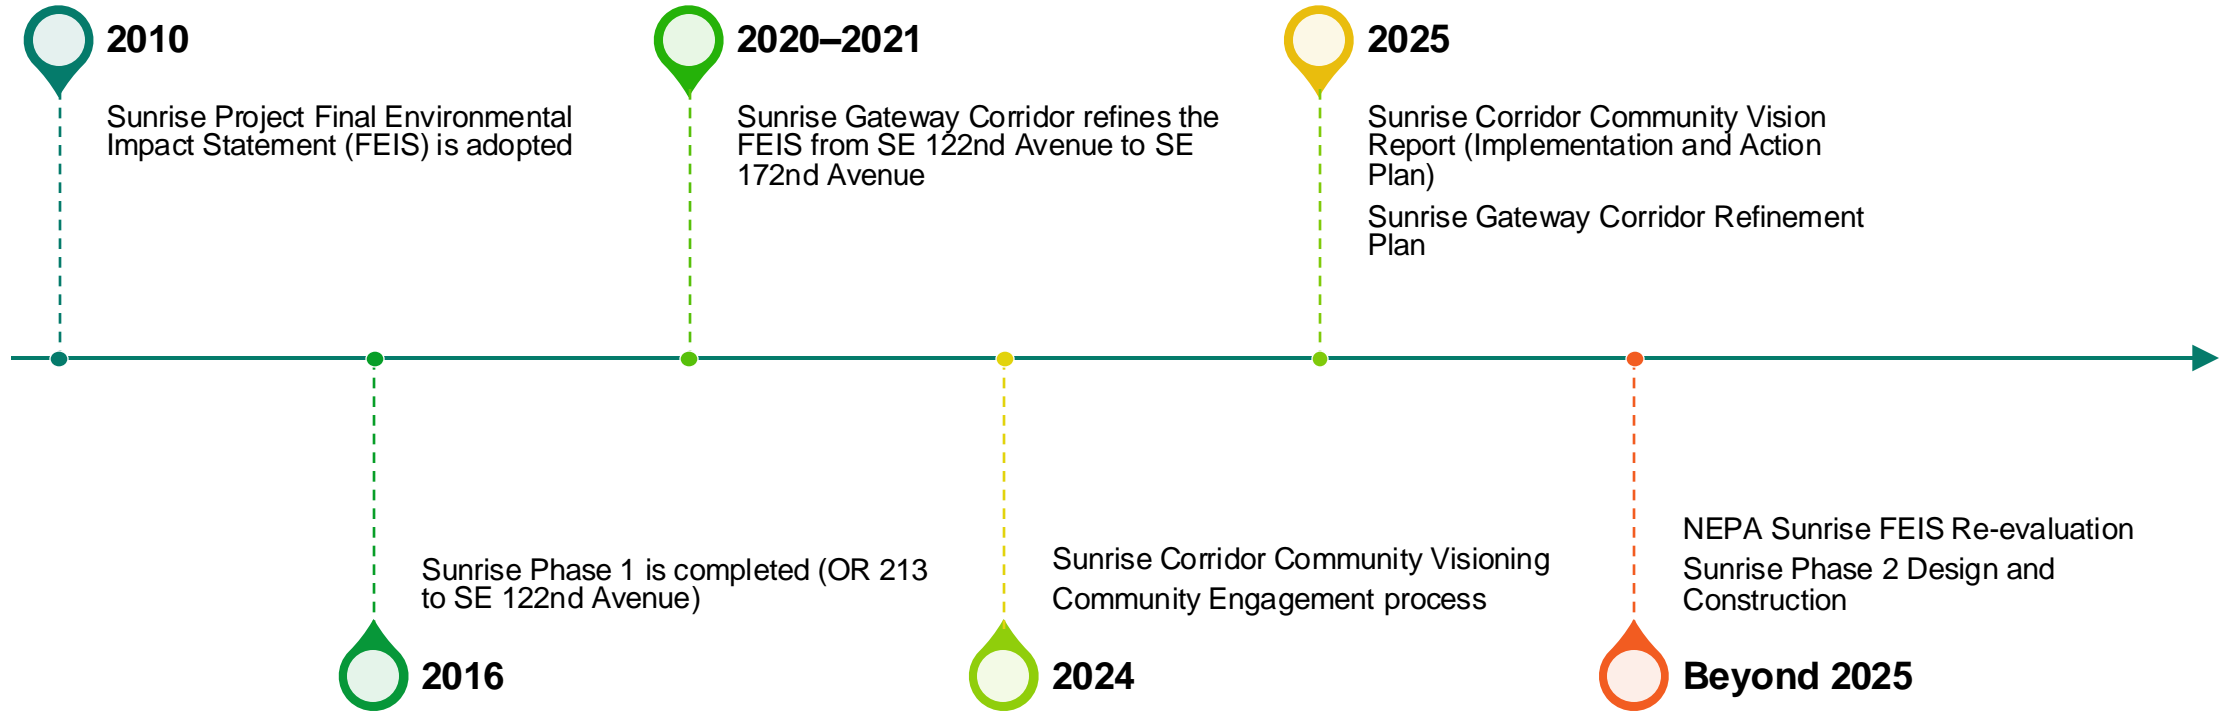 2010
Sunrise Project Final Environmental
Impact Statement (FEIS) is adopted
2020–2021
Sunrise Gateway Corridor refines the
FEIS from SE 122nd Avenue to SE
172nd Avenue
2025
Sunrise Corridor Community Vision
Report (Implementation and Action
Plan)
Sunrise Gateway Corridor Refinement
Plan
Sunrise Phase 1 is completed (OR 213
to SE 122nd Avenue)
2016
Sunrise Corridor Community Visioning
Community Engagement process
2024
NEPA Sunrise FEIS Re-evaluation
Sunrise Phase 2 Design and
Construction
Beyond 2025